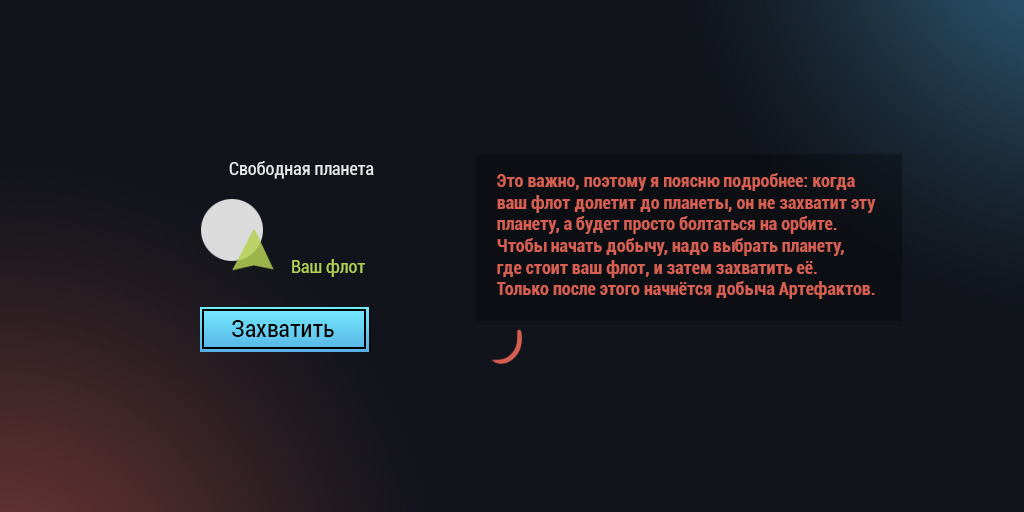 Свободная планета
Ваш флот
Захватить
Это важно, поэтому я поясню подробнее: когда
ваш флот долетит до планеты, он не захватит эту
планету, а будет просто болтаться на орбите.
Чтобы начать добычу, надо выбрать планету,
где стоит ваш флот, и затем захватить её.
Только после этого начнётся добыча Артефактов.